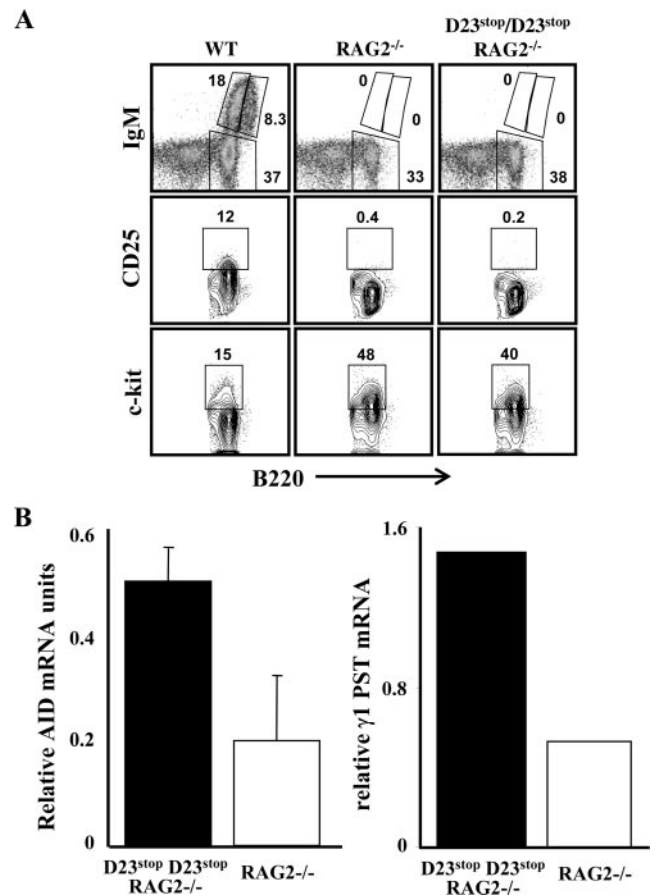 A
WT
RAG2-/-
D23stop/D23stop
RAG2-/-
IgM
18
8.3
37
0
0
33
0
0
38
CD25
12
0.4
0.2
c-kit
15
48
40
B220
B
Relative AID mRNA units
0.6
0.4
0.2
0
D23stop D23stop
RAG2-/-
RAG2-/-
relative γ1 PST mRNA
1.6
0.8
0
D23stop D23stop
RAG2-/-
RAG2-/-